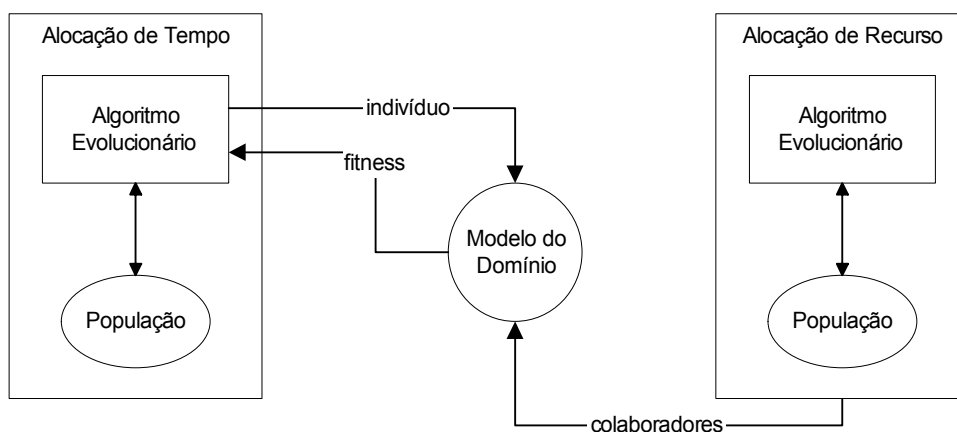 Alocação de Tempo
Algoritmo
Evolucionário
População
indivíduo
fitness
Modelo do
Domínio
Alocação de Recurso
Algoritmo
Evolucionário
População
colaboradores